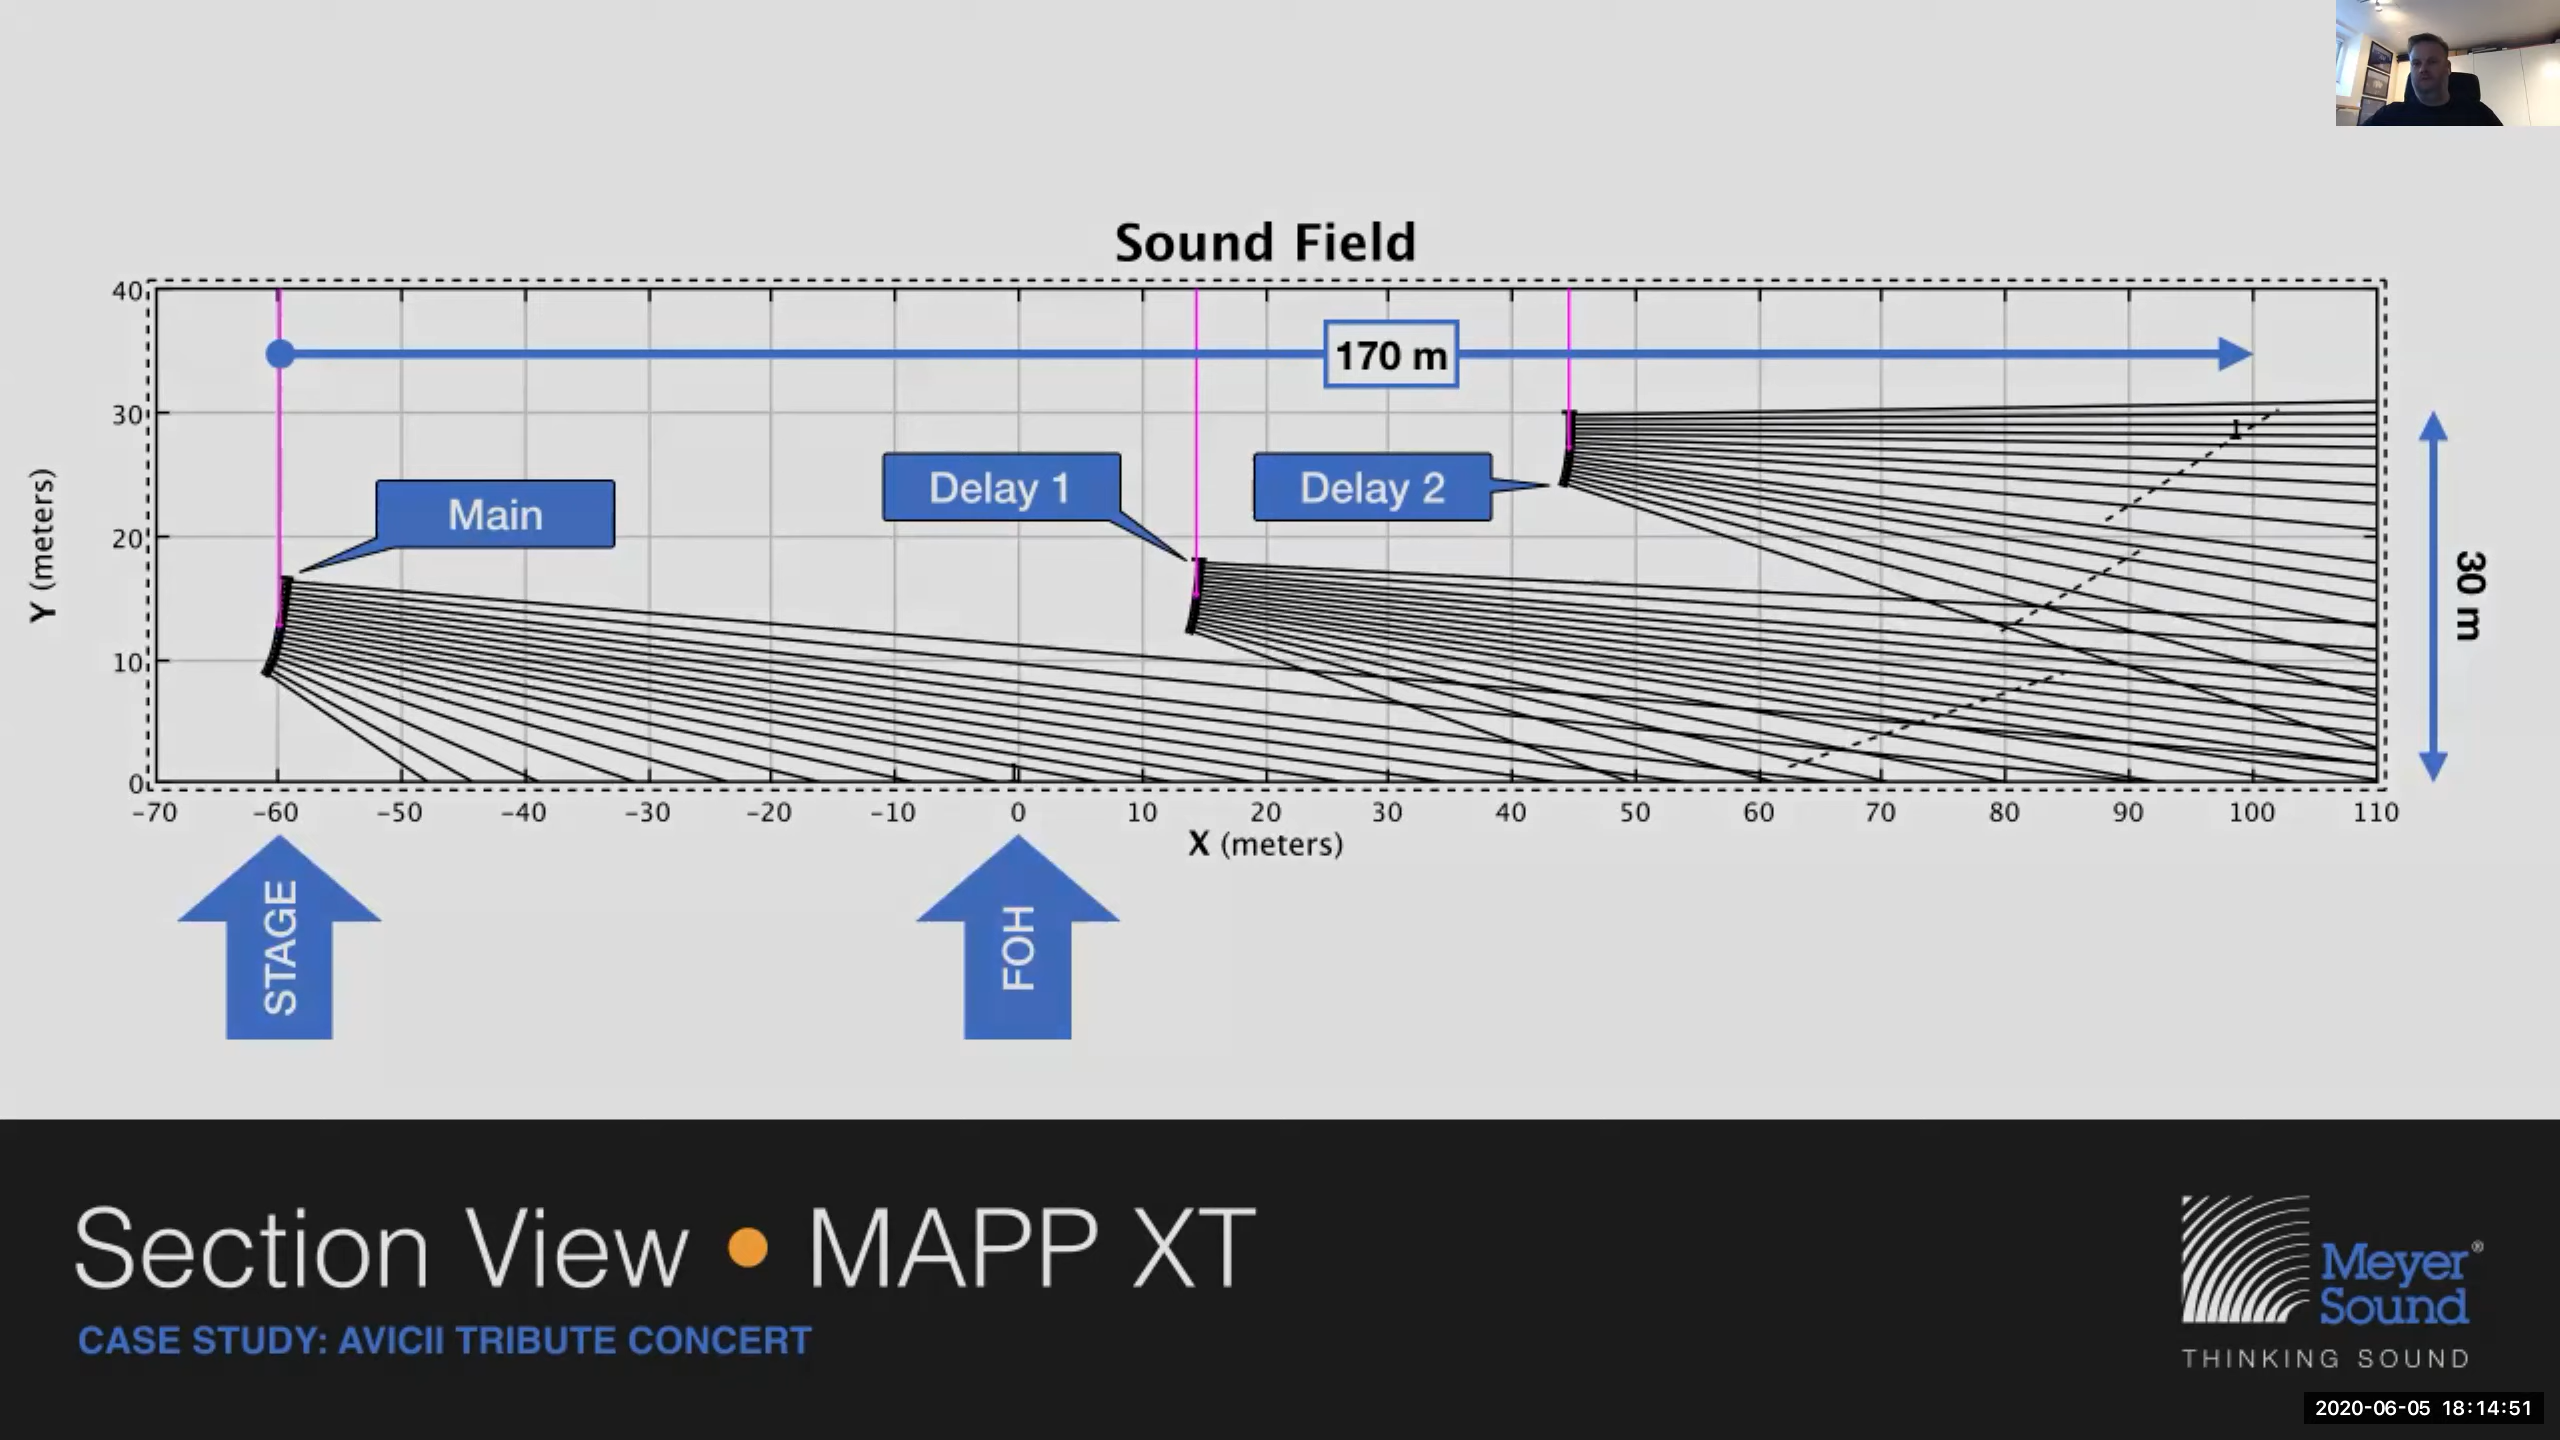 Sound Field
40
170 m
30
Delay 1
Delay 2
Main
20
10
0
Y (meters)
30 m
-70 -60 -50 -40 -30 -20 -10 0 10 20 30 40 50 60 70 80 90 100 110
X (meters)
STAGE
FOH
Section View • MAPP XT
CASE STUDY: AVICII TRIBUTE CONCERT
Meyer®
Sound
THINKING SOUND
2020-06-05 18:14:51